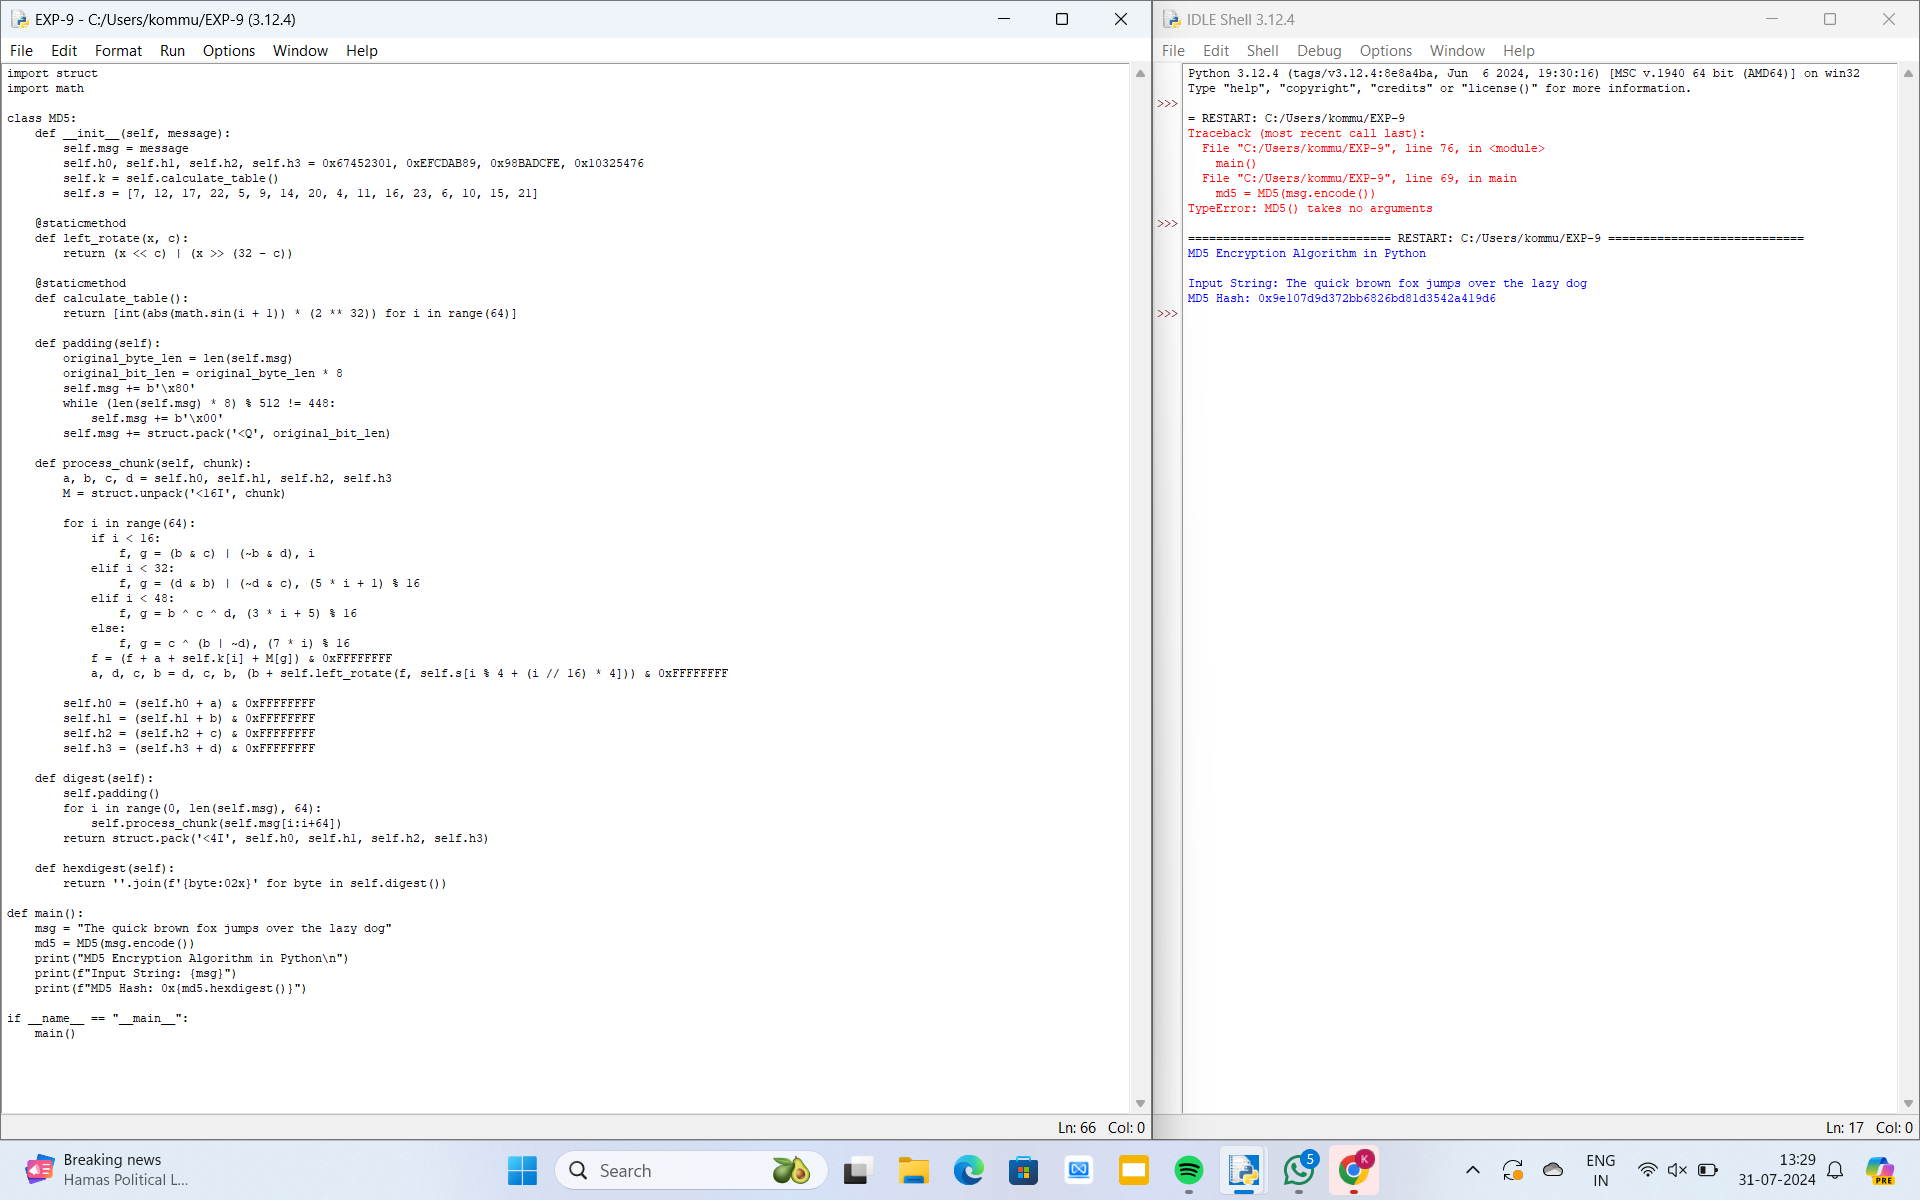 EXP-9 - C:/Users/kommu/EXP-9 (3.12.4)
File Edit Format Run Options Window Help
import struct
import math

class MD5:
    def __init__(self, message):
        self.msg = message
        self.h0, self.h1, self.h2, self.h3 = 0x67452301, 0xEFCDAB89, 0x98BADCFE, 0x10325476
        self.k = self.calculate_table()
        self.s = [7, 12, 17, 22, 5, 9, 14, 20, 4, 11, 16, 23, 6, 10, 15, 21]

    @staticmethod
    def left_rotate(x, c):
        return (x << c) | (x >> (32 - c))

    @staticmethod
    def calculate_table():
        return [int(abs(math.sin(i + 1)) * (2 ** 32)) for i in range(64)]

    def padding(self):
        original_byte_len = len(self.msg)
        original_bit_len = original_byte_len * 8
        self.msg += b'\x80'
        while (len(self.msg) * 8) % 512 != 448:
            self.msg += b'\x00'
        self.msg += struct.pack('<Q', original_bit_len)

    def process_chunk(self, chunk):
        a, b, c, d = self.h0, self.h1, self.h2, self.h3
        M = struct.unpack('<16I', chunk)

        for i in range(64):
            if i < 16:
                f, g = (b & c) | (~b & d), i
            elif i < 32:
                f, g = (d & b) | (~d & c), (5 * i + 1) % 16
            elif i < 48:
                f, g = b ^ c ^ d, (3 * i + 5) % 16
            else:
                f, g = c ^ (b | ~d), (7 * i) % 16
            f = (f + a + self.k[i] + M[g]) & 0xFFFFFFFF
            a, d, c, b = d, c, b, (b + self.left_rotate(f, self.s[i % 4 + (i // 16) * 4])) & 0xFFFFFFFF

        self.h0 = (self.h0 + a) & 0xFFFFFFFF
        self.h1 = (self.h1 + b) & 0xFFFFFFFF
        self.h2 = (self.h2 + c) & 0xFFFFFFFF
        self.h3 = (self.h3 + d) & 0xFFFFFFFF

    def digest(self):
        self.padding()
        for i in range(0, len(self.msg), 64):
            self.process_chunk(self.msg[i:i+64])
        return struct.pack('<4I', self.h0, self.h1, self.h2, self.h3)

    def hexdigest(self):
        return ''.join(f'{byte:02x}' for byte in self.digest())

def main():
    msg = "The quick brown fox jumps over the lazy dog"
    md5 = MD5(msg.encode())
    print("MD5 Encryption Algorithm in Python\n")
    print(f"Input String: {msg}")
    print(f"MD5 Hash: 0x{md5.hexdigest()}")

if __name__ == "__main__":
    main()
Ln: 66 Col: 0
IDLE Shell 3.12.4
File Edit Shell Debug Options Window Help
Python 3.12.4 (tags/v3.12.4:8e8a4ba, Jun  6 2024, 19:30:16) [MSC v.1940 64 bit (AMD64)] on win32
Type "help", "copyright", "credits" or "license()" for more information.
>>>
= RESTART: C:/Users/kommu/EXP-9
Traceback (most recent call last):
  File "C:/Users/kommu/EXP-9", line 76, in <module>
    main()
  File "C:/Users/kommu/EXP-9", line 69, in main
    md5 = MD5(msg.encode())
TypeError: MD5() takes no arguments
>>>
============================= RESTART: C:/Users/kommu/EXP-9 ============================
MD5 Encryption Algorithm in Python

Input String: The quick brown fox jumps over the lazy dog
MD5 Hash: 0x9e107d9d372bb6826bd81d3542a419d6
>>>
Ln: 17 Col: 0
Breaking news
Hamas Political L...
Search
5
K
ENG
IN
13:29
31-07-2024
PRE